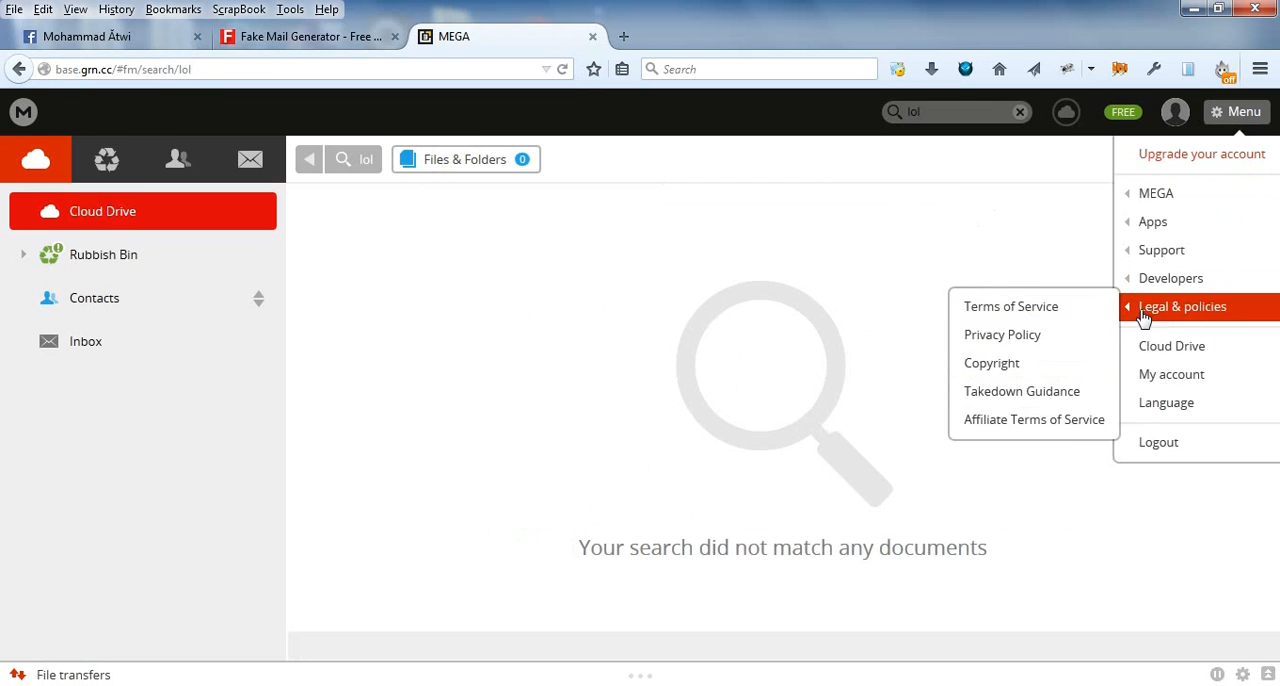 File Edit View History Bookmarks ScrapBook Tools Help
Mohammad Åtwi
Fake Mail Generator - Free ...
MEGA
base.grn.cc/#fm/search/lol
Search
M
lol
FREE
Menu
off
lol
Files & Folders 0
Upgrade your account
MEGA
Apps
Support
Developers
Legal & policies
Cloud Drive
My account
Language
Logout
Terms of Service
Privacy Policy
Copyright
Takedown Guidance
Affiliate Terms of Service
Cloud Drive
Rubbish Bin
Contacts
Inbox
Your search did not match any documents
File transfers